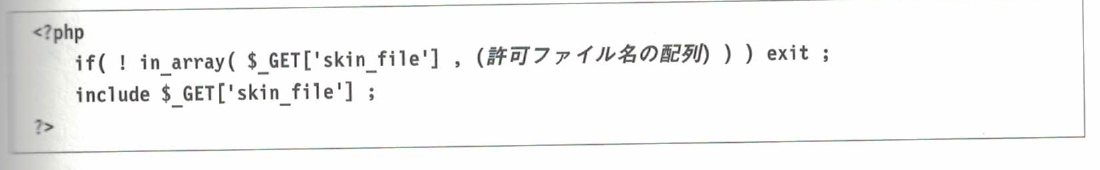 <?php
if( ! in_array( $_GET['skin_file'] , (許可ファイル名の配列) ) ) exit ;
include $_GET['skin_file'] ;
?>